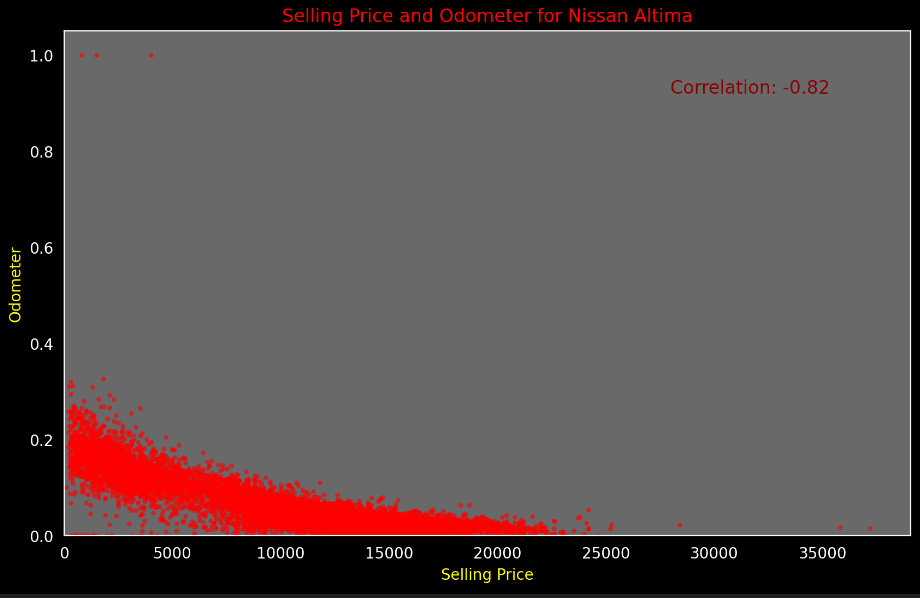 Selling Price and Odometer for Nissan Altima
Correlation: -0.82
Odometer
1.0
0.8
0.6
0.4
0.2
0.0
0 5000 10000 15000 20000 25000 30000 35000
Selling Price